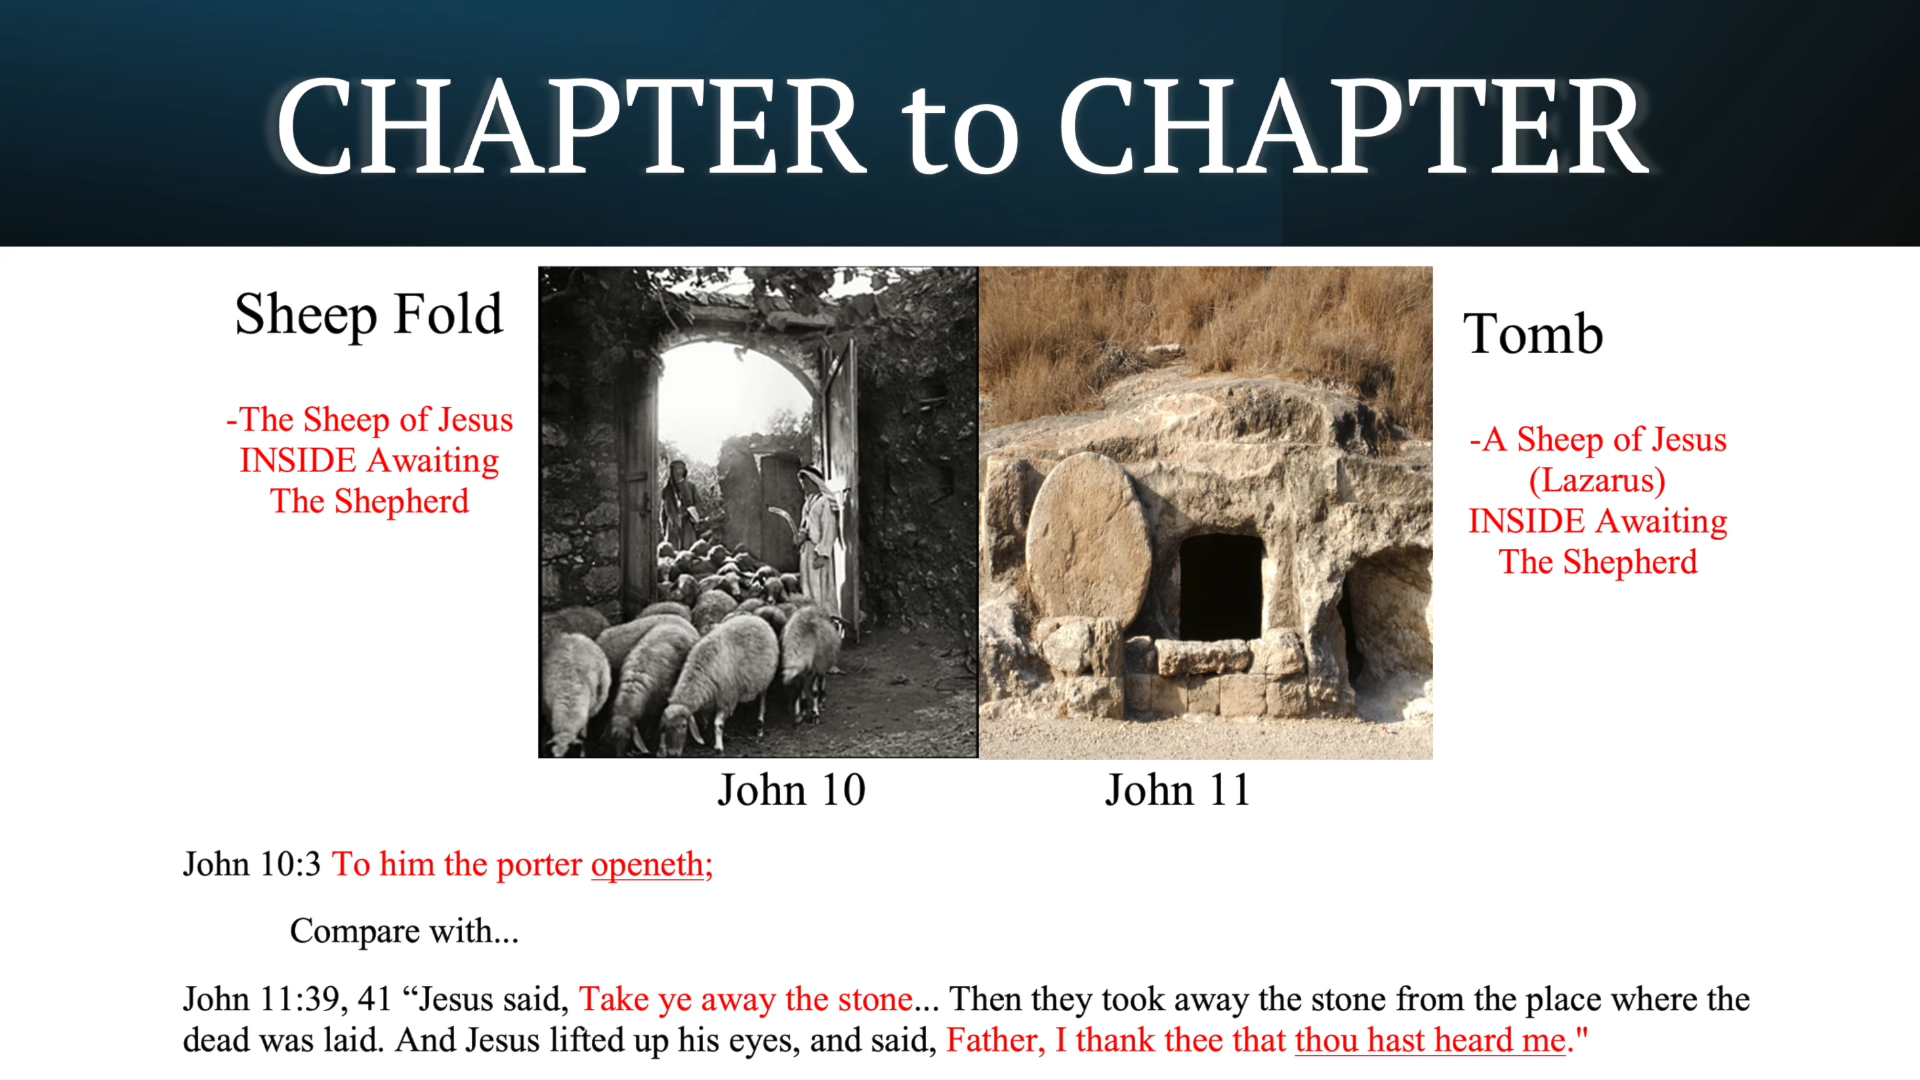 CHAPTER to CHAPTER
Sheep Fold
-The Sheep of Jesus
INSIDE Awaiting
The Shepherd
Tomb
-A Sheep of Jesus
(Lazarus)
INSIDE Awaiting
The Shepherd
John 10
John 11
John 10:3 To him the porter openeth;
Compare with...
John 11:39, 41 “Jesus said, Take ye away the stone... Then they took away the stone from the place where the
dead was laid. And Jesus lifted up his eyes, and said, Father, I thank thee that thou hast heard me."